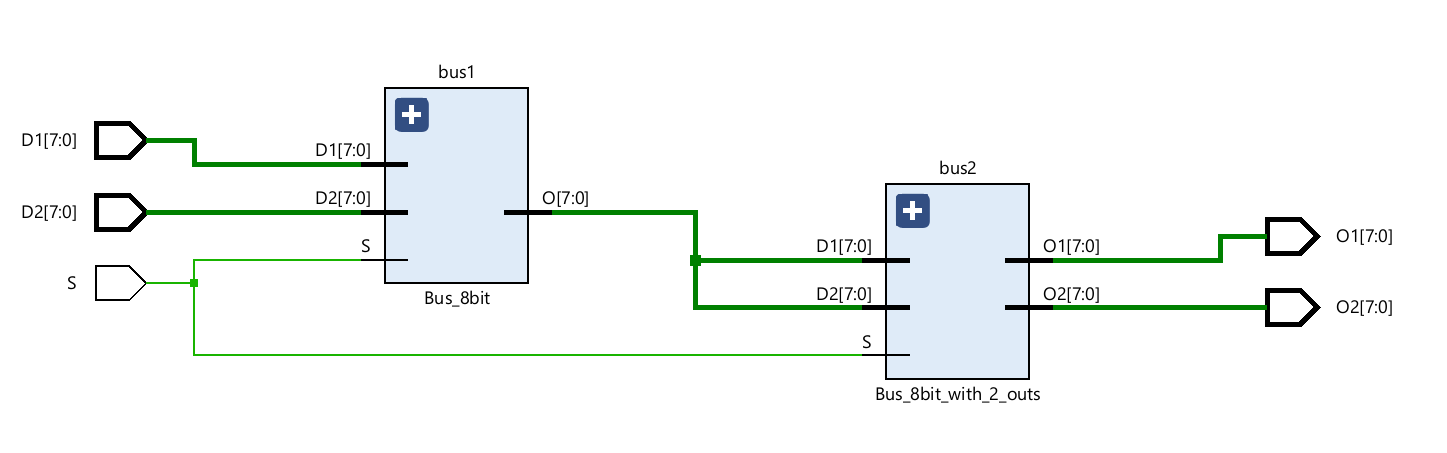 bus1
D1[7:0]
D2[7:0]
S
D1[7:0]
D2[7:0]
S
O[7:0]
Bus_8bit
bus2
D1[7:0]
D2[7:0]
S
O1[7:0]
O2[7:0]
Bus_8bit_with_2_outs
O1[7:0]
O2[7:0]